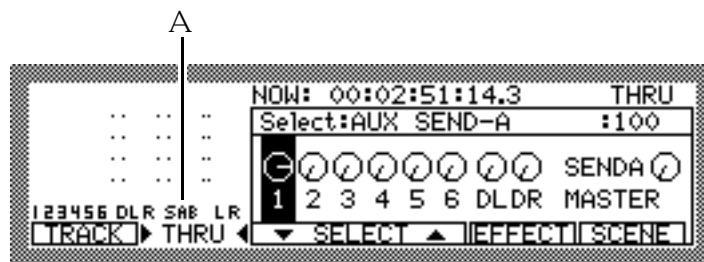 A
NOW: 00:02:51:14.3 THRU
Select:AUX SEND-A :100
SENDA
1 2 3 4 5 6 DL DR MASTER
123456 DLR SAB LR
TRACK THRU SELECT EFFECT SCENE